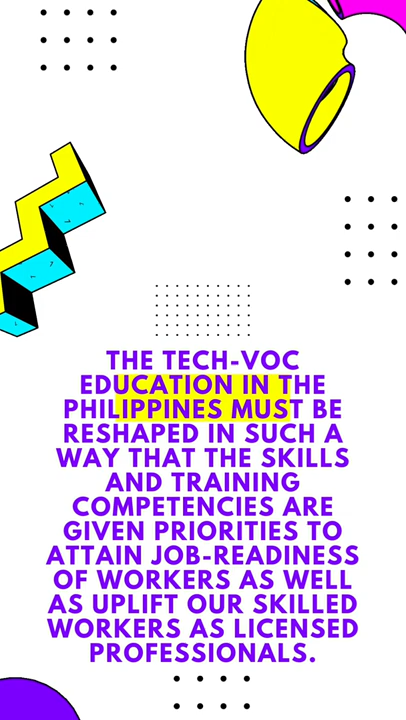 THE TECH-VOC
EDUCATION IN THE
PHILIPPINES MUST BE
RESHAPED IN SUCH A
WAY THAT THE SKILLS
AND TRAINING
COMPETENCIES ARE
GIVEN PRIORITIES TO
ATTAIN JOB-READINESS
OF WORKERS AS WELL
AS UPLIFT OUR SKILLED
WORKERS AS LICENSED
PROFESSIONALS.